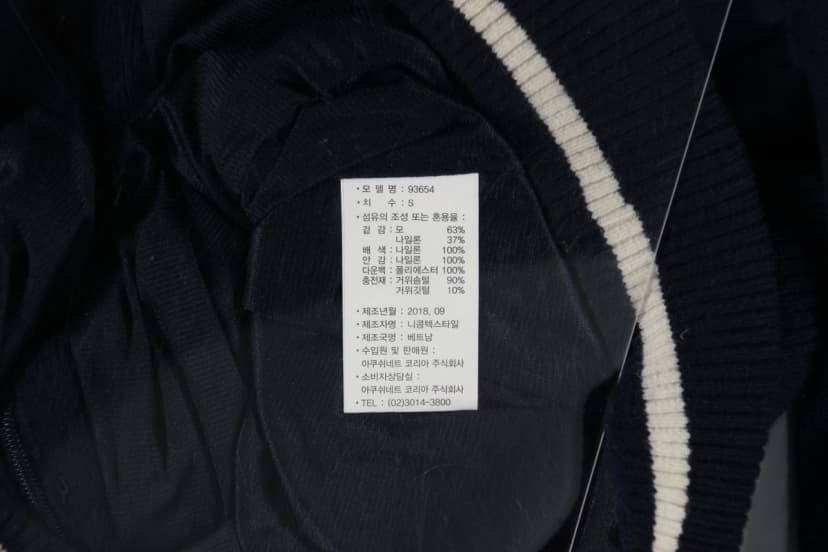 • 모 델 명 : 93654
• 치 수 : S
• 섬유의 조성 또는 혼용율 :
겉 감 : 모 63%
나일론 37%
배 색 : 나일론 100%
안 감 : 나일론 100%
다운백 : 폴리에스터 100%
충전재 : 거위솜털 90%
거위깃털 10%
• 제조년월 : 2018. 09
• 제조자명 : 니콤텍스타일
• 제조국명 : 베트남
• 수입원 및 판매원 :
아쿠쉬네트 코리아 주식회사
• 소비자상담실 :
아쿠쉬네트 코리아 주식회사
• TEL : (02)3014-3800